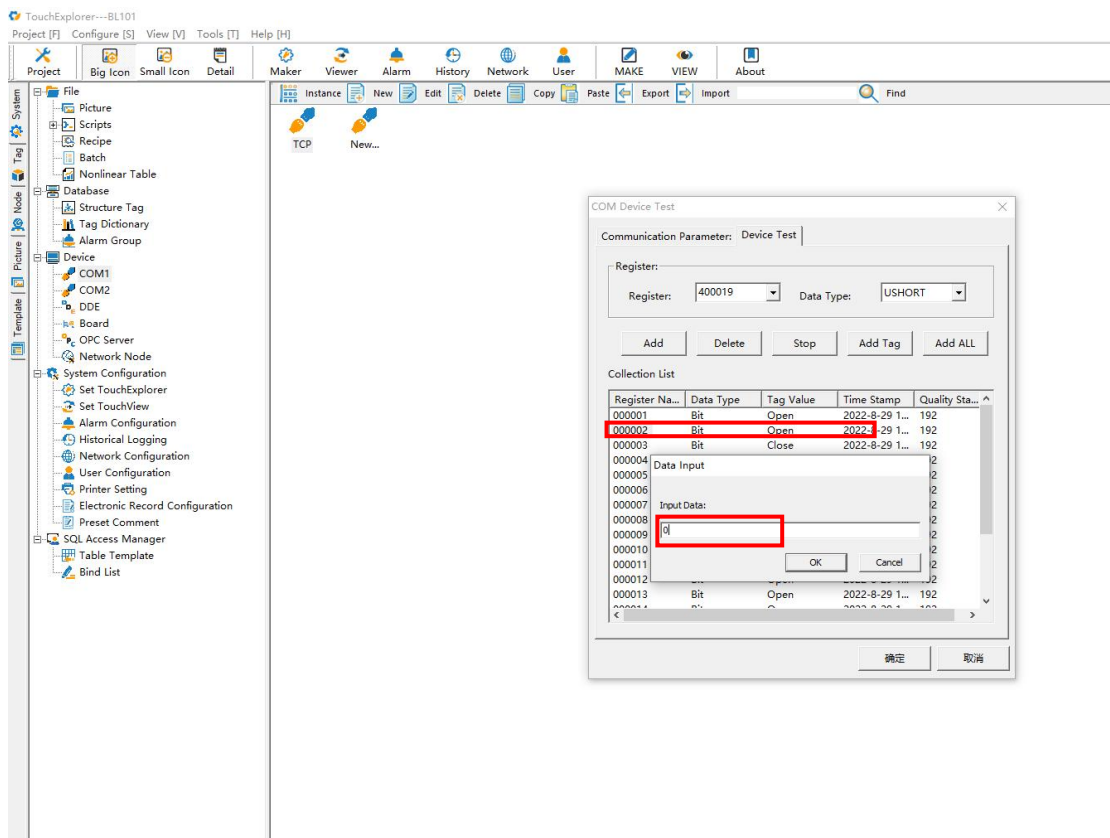 TouchExplorer---BL101
Project [F] Configure [S] View [V] Tools [T] Help [H]
Project Big Icon Small Icon Detail Maker Viewer Alarm History Network User MAKE VIEW About
Instance New Edit Delete Copy Paste Export Import Find
System
Tag
Node
Picture
Template
File
Picture
Scripts
Recipe
Batch
Nonlinear Table
Database
Structure Tag
Tag Dictionary
Alarm Group
Device
COM1
COM2
DDE
Board
OPC Server
Network Node
System Configuration
Set TouchExplorer
Set TouchView
Alarm Configuration
Historical Logging
Network Configuration
User Configuration
Printer Setting
Electronic Record Configuration
Preset Comment
SQL Access Manager
Table Template
Bind List
TCP New...
COM Device Test
Communication Parameter: Device Test
Register:
Register: 400019 Data Type: USHORT
Add Delete Stop Add Tag Add ALL
Collection List
Register Na... Data Type Tag Value Time Stamp Quality Sta...
000001 Bit Open 2022-8-29 1... 192
000002 Bit Open 2022-8-29 1... 192
000003 Bit Close 2022-8-29 1... 192
000004
000005
000006
000007
000008
000009
000010
000011
000012
000013 Bit Open 2022-8-29 1... 192
Data Input
Input Data:
0
OK Cancel
确定 取消